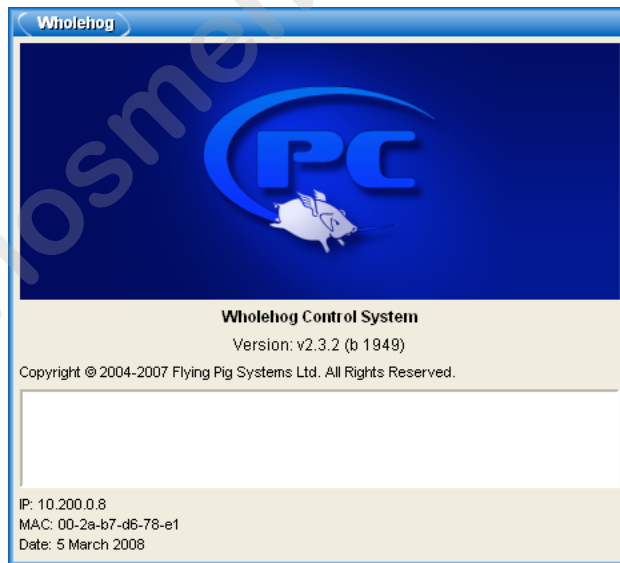 Wholehog
PC
Wholehog Control System
Version: v2.3.2 (b 1949)
Copyright © 2004-2007 Flying Pig Systems Ltd. All Rights Reserved.
IP: 10.200.0.8
MAC: 00-2a-b7-d6-78-e1
Date: 5 March 2008